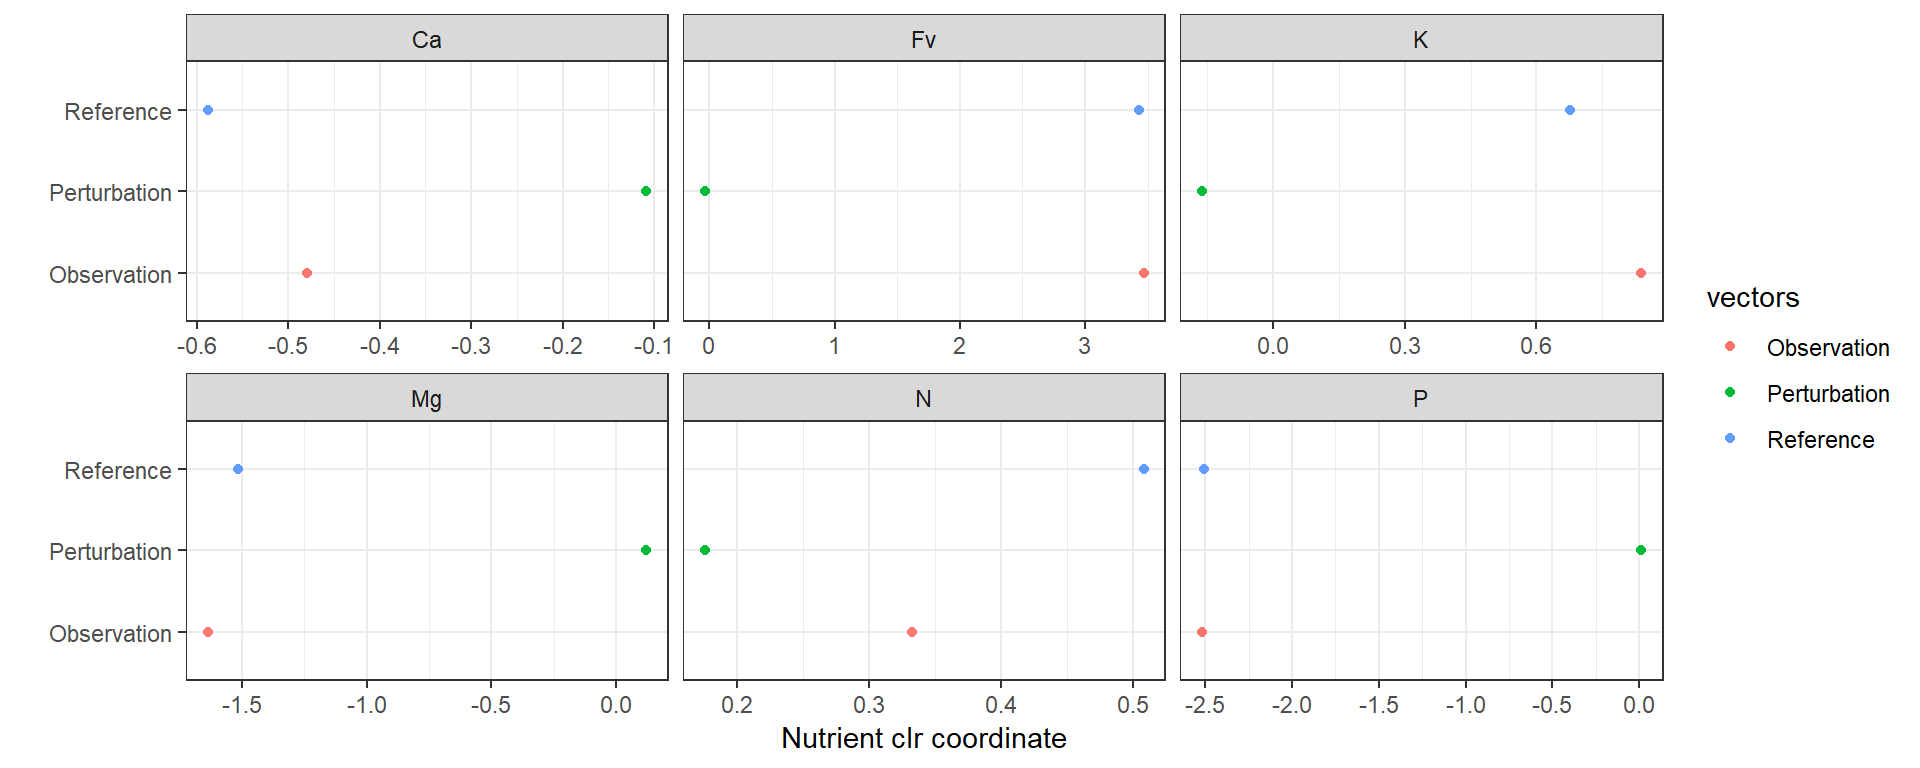 Ca Fv K
Reference
Perturbation
Observation
-0.6 -0.5 -0.4 -0.3 -0.2 -0.1 0 1 2 3 0.0 0.3 0.6
Mg N P
Reference
Perturbation
Observation
-1.5 -1.0 -0.5 0.0 0.2 0.3 0.4 0.5 -2.5 -2.0 -1.5 -1.0 -0.5 0.0
Nutrient clr coordinate
vectors
Observation
Perturbation
Reference